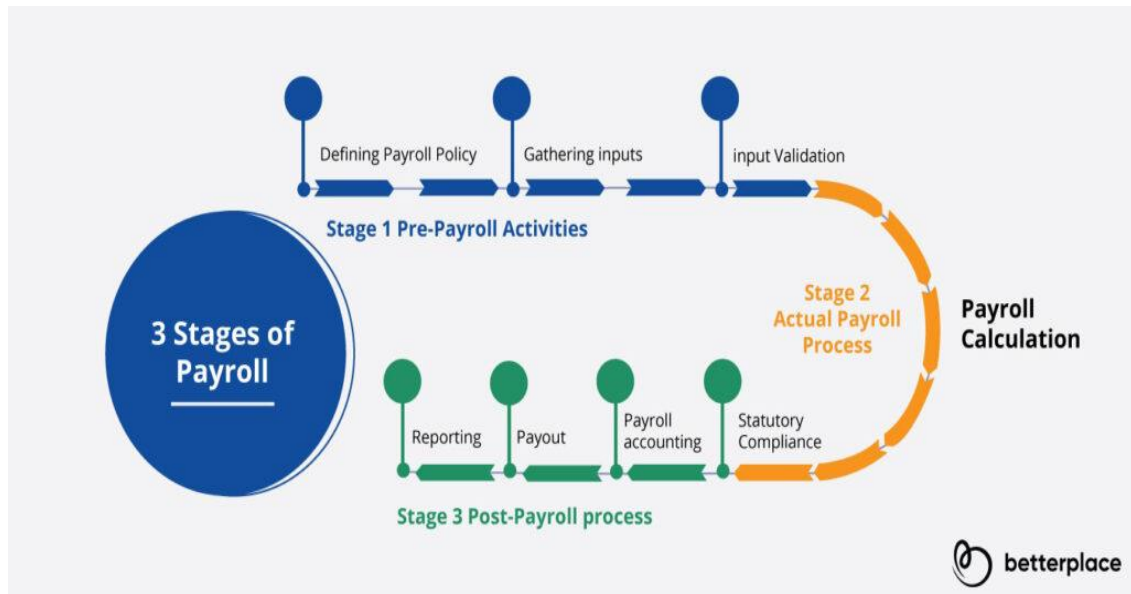 Defining Payroll Policy
Gathering inputs
input Validation
Stage 1 Pre-Payroll Activities
3 Stages of
Payroll
Stage 2
Actual Payroll
Process
Payroll
Calculation
Reporting
Payout
Payroll
accounting
Statutory
Compliance
Stage 3 Post-Payroll process
betterplace